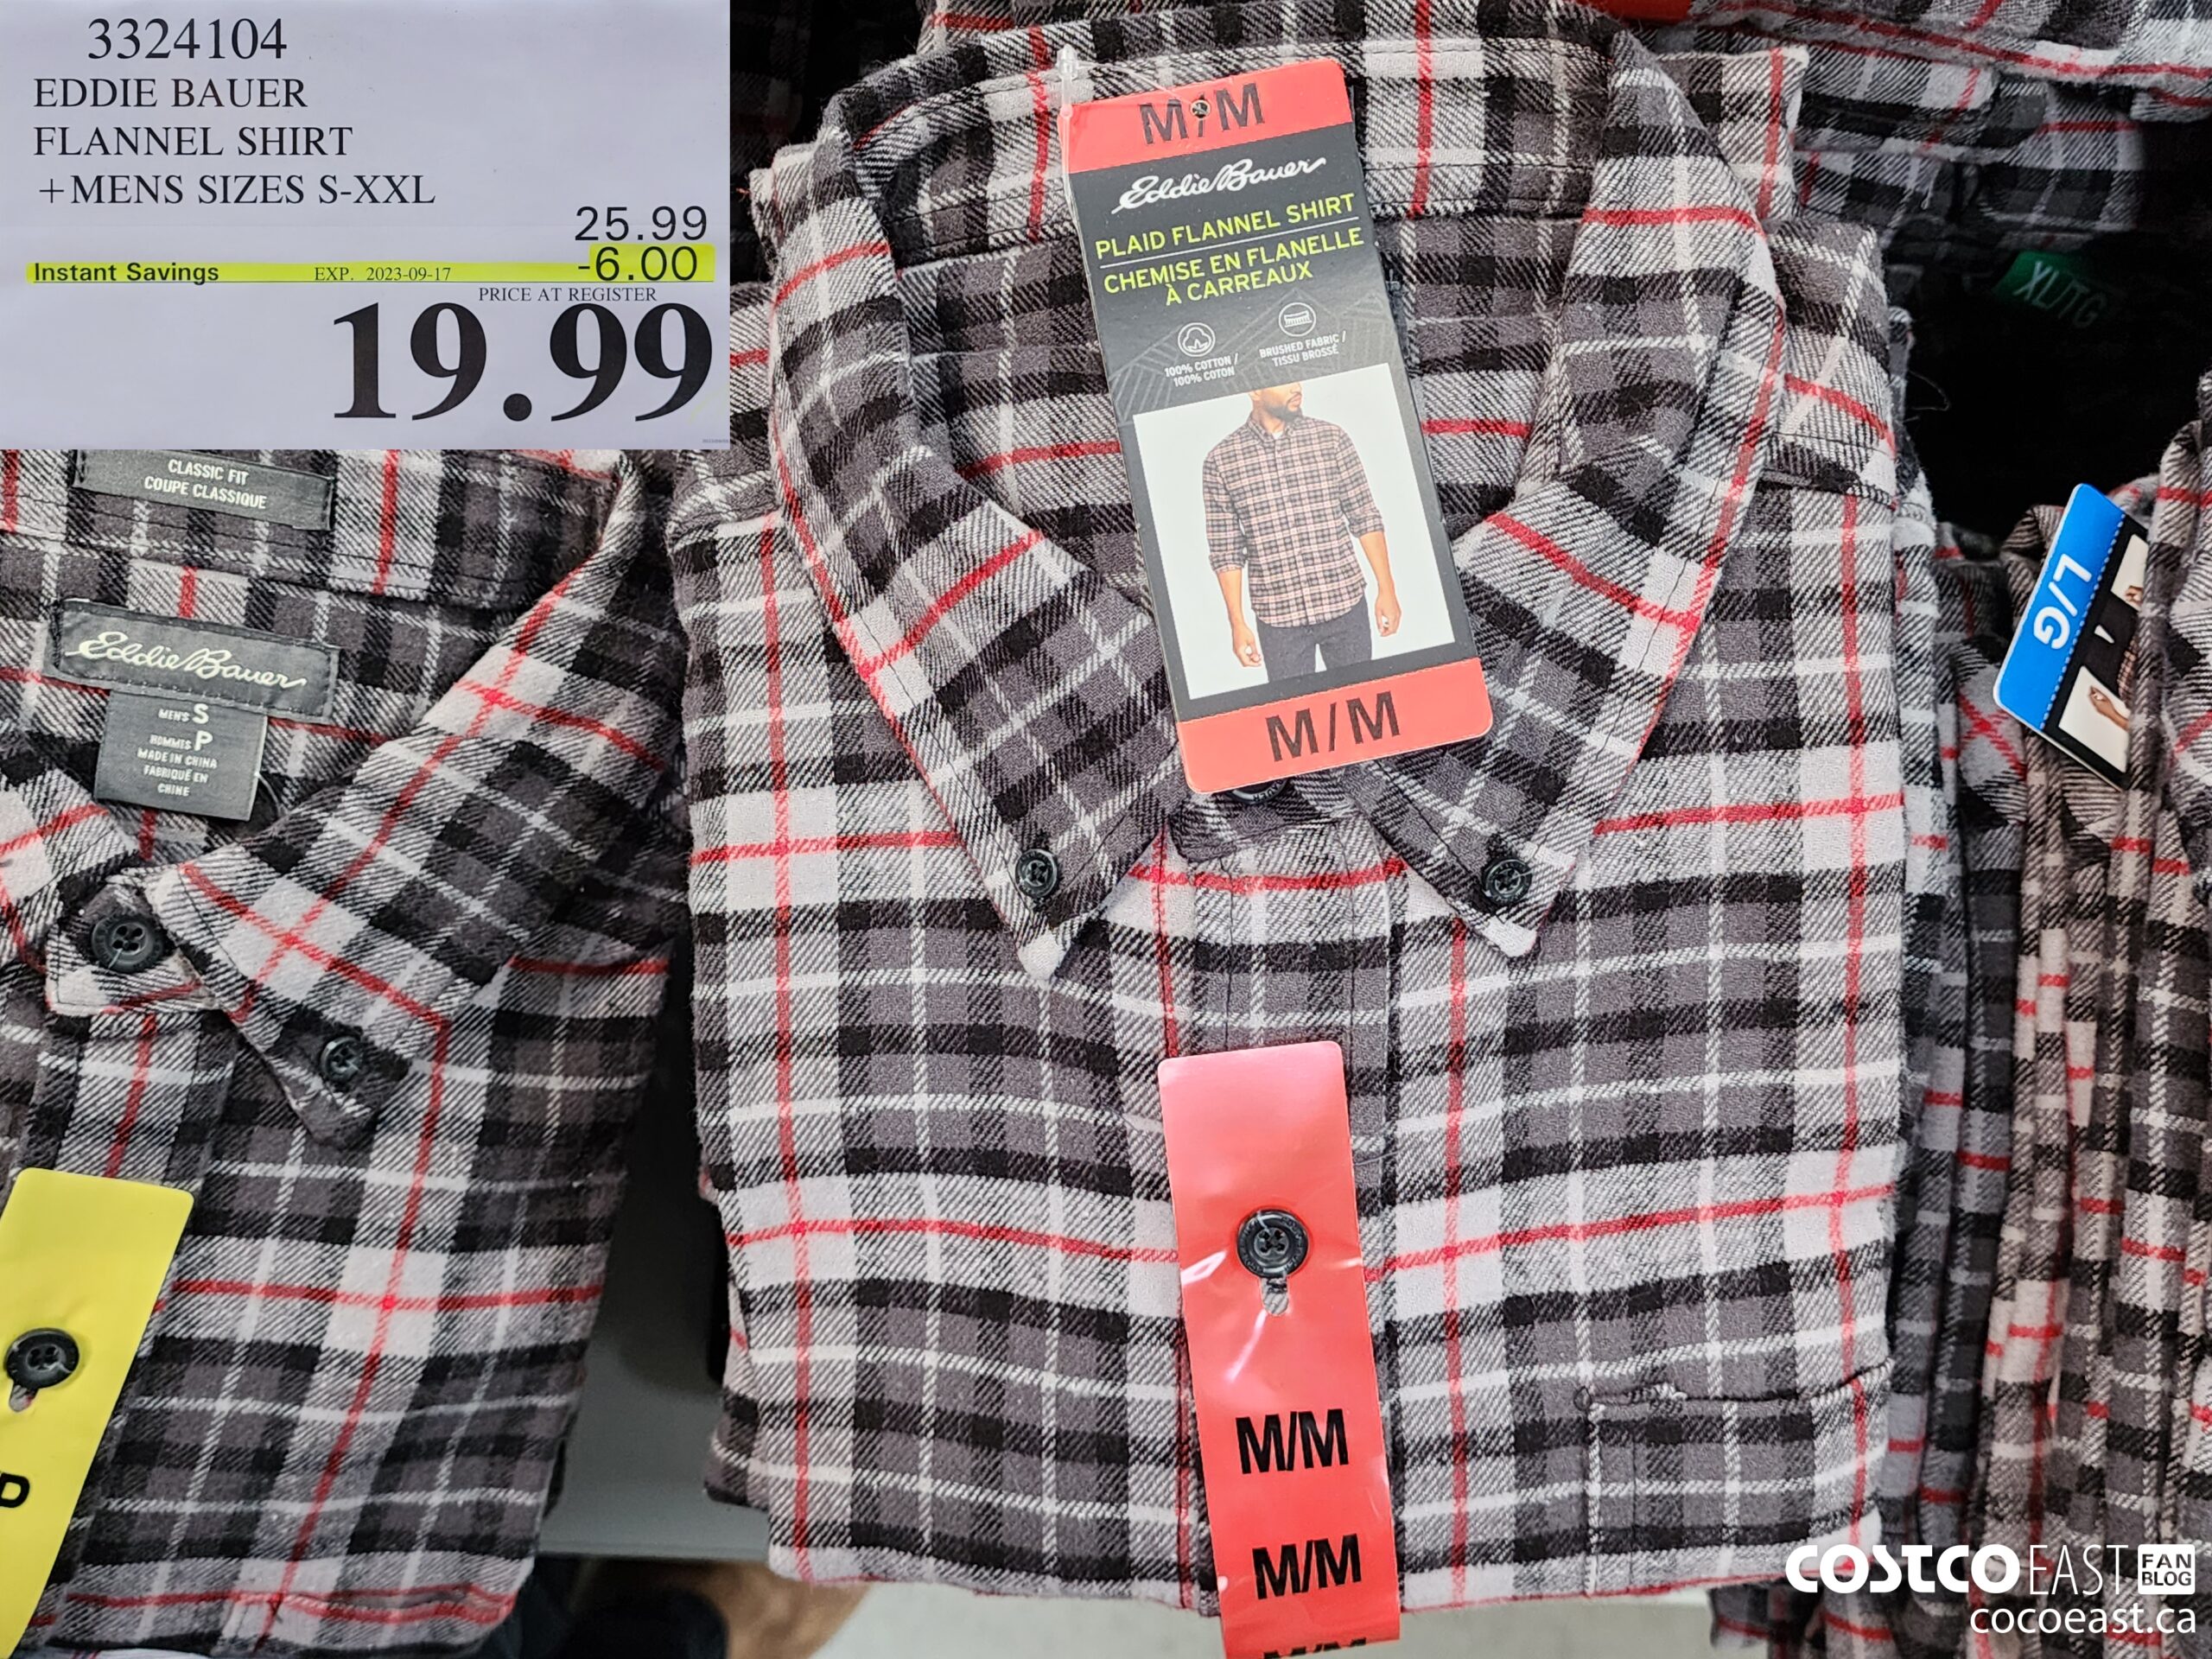 3324104
EDDIE BAUER
FLANNEL SHIRT
+MENS SIZES S-XXL
25.99
Instant Savings EXP. 2023-09-17 -6.00
PRICE AT REGISTER
19.99
M/M
Eddie Bauer
PLAID FLANNEL SHIRT
CHEMISE EN FLANELLE
À CARREAUX
100% COTTON /
100% COTON
BRUSHED FABRIC /
TISSU BROSSÉ
M/M
XL/TG
L/G
CLASSIC FIT
COUPE CLASSIQUE
Eddie Bauer
MEN'S S
HOMMES P
MADE IN CHINA
FABRIQUÉ EN
CHINE
P
M/M
M/M
M/M
COSTCO EAST FAN BLOG
cocoeast.ca